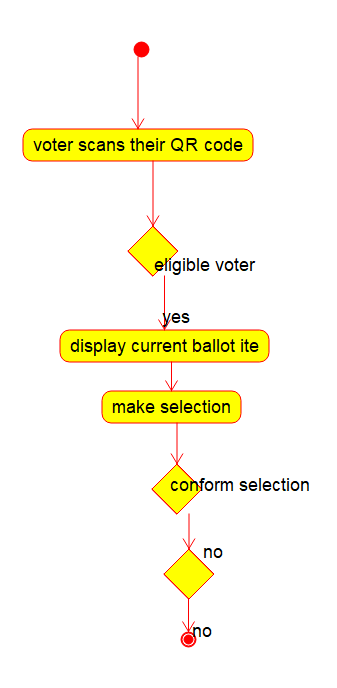 voter scans their QR code
eligible voter
yes
display current ballot ite
make selection
conform selection
no
no